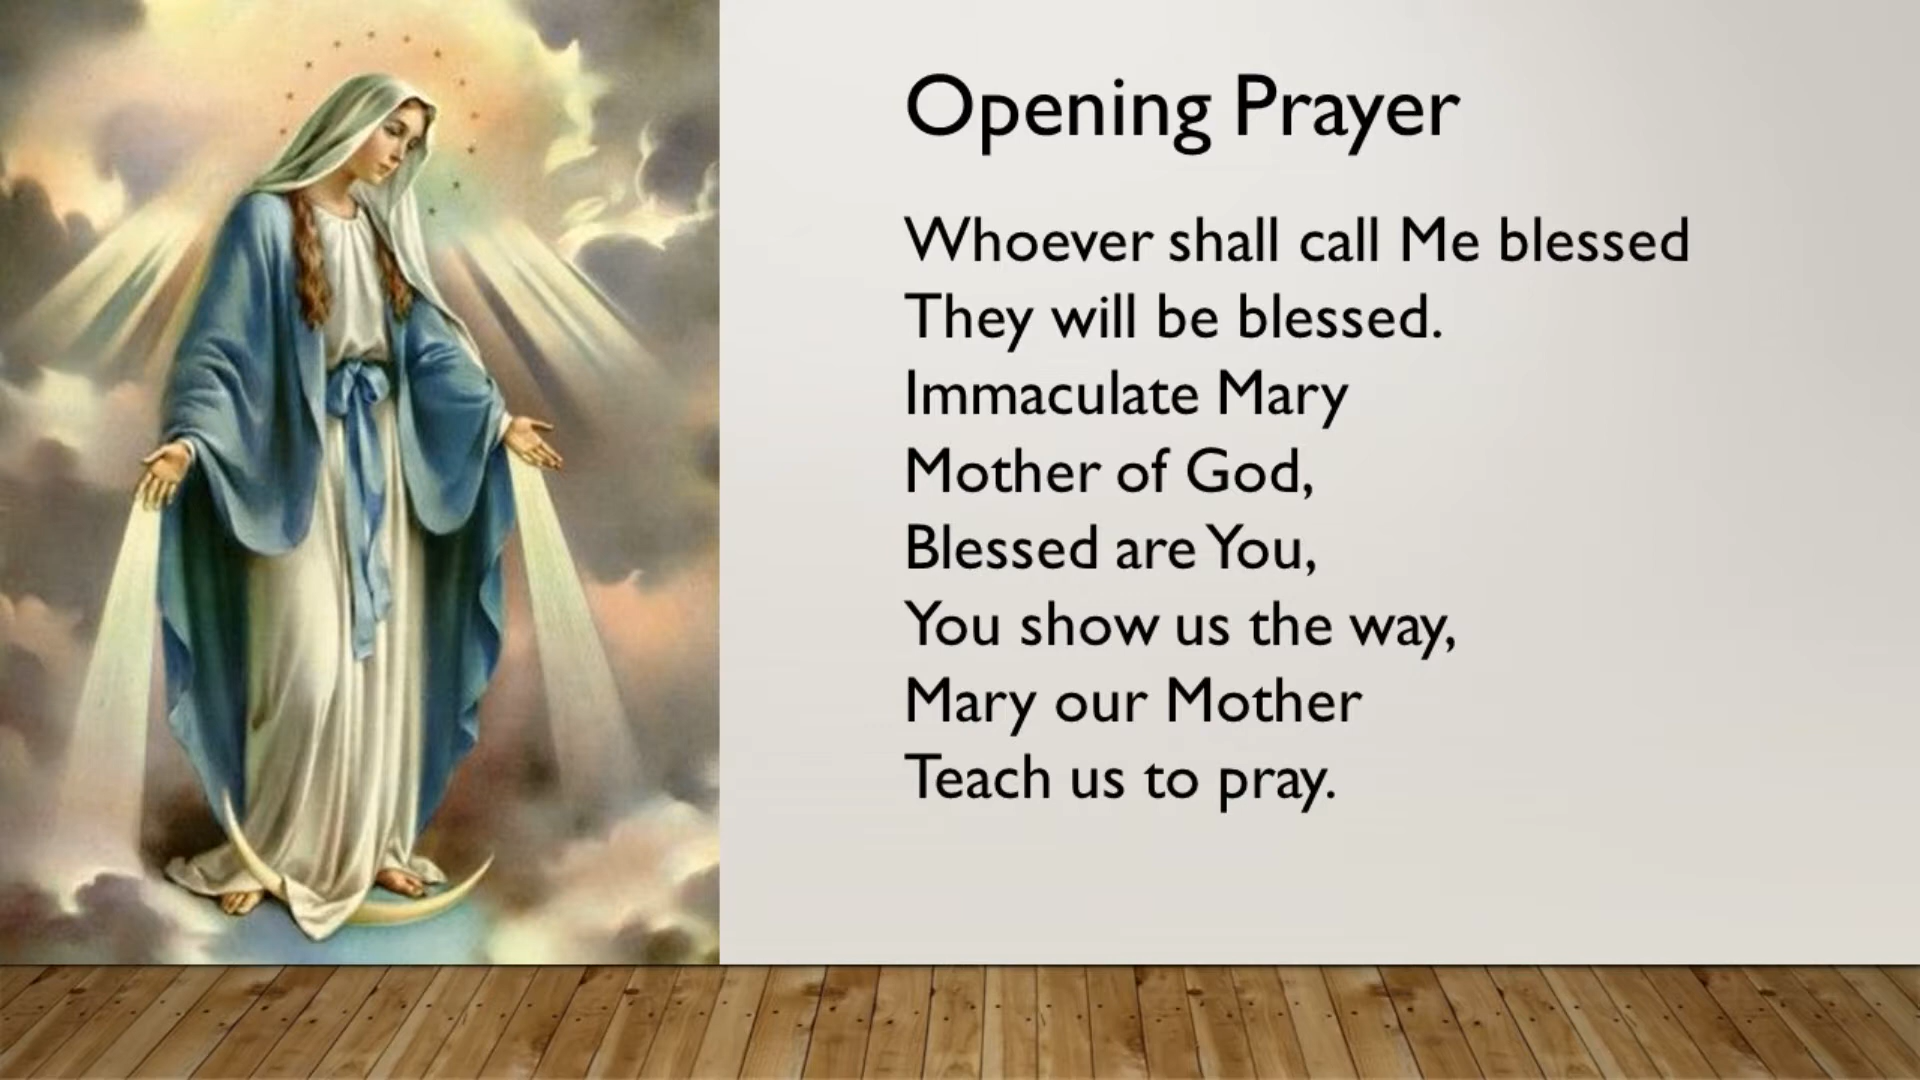 Opening Prayer
Whoever shall call Me blessed
They will be blessed.
Immaculate Mary
Mother of God,
Blessed are You,
You show us the way,
Mary our Mother
Teach us to pray.